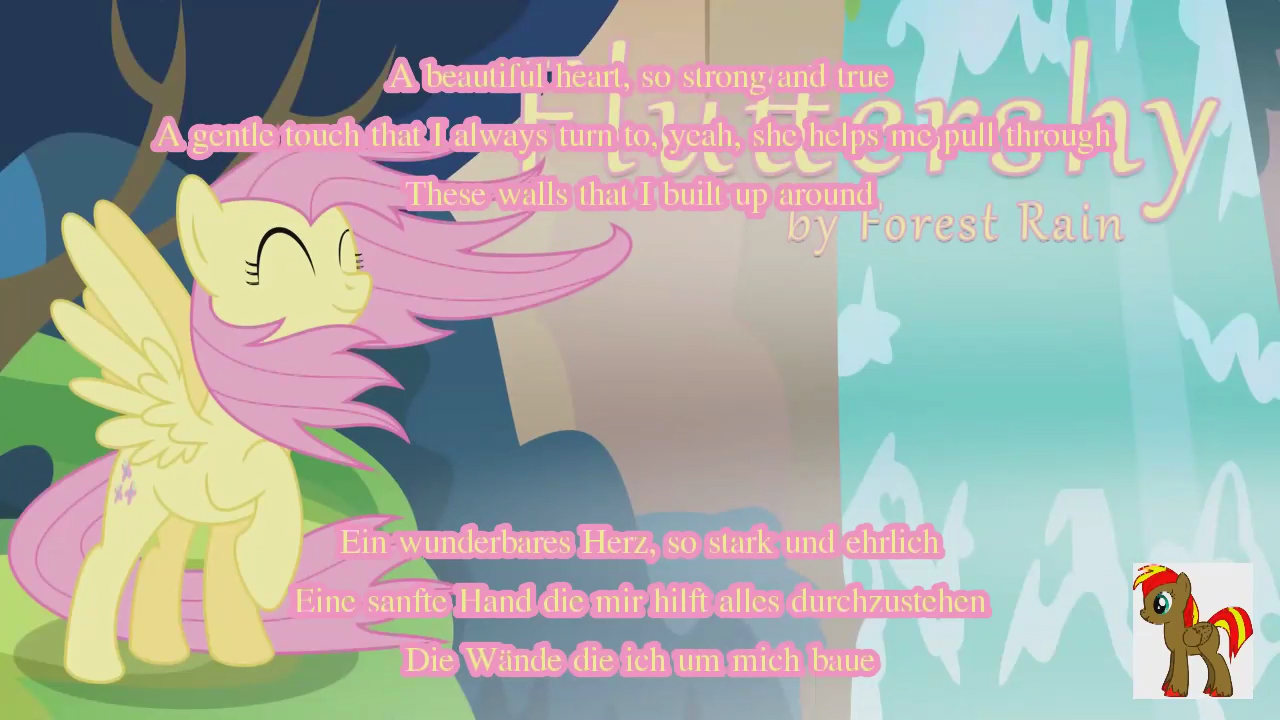 A beautiful heart, so strong and true
Fluttershy
A gentle touch that I always turn to, yeah, she helps me pull through
These walls that I built up around
by Forest Rain
Ein wunderbares Herz, so stark und ehrlich
Eine sanfte Hand die mir hilft alles durchzustehen
Die Wände die ich um mich baue